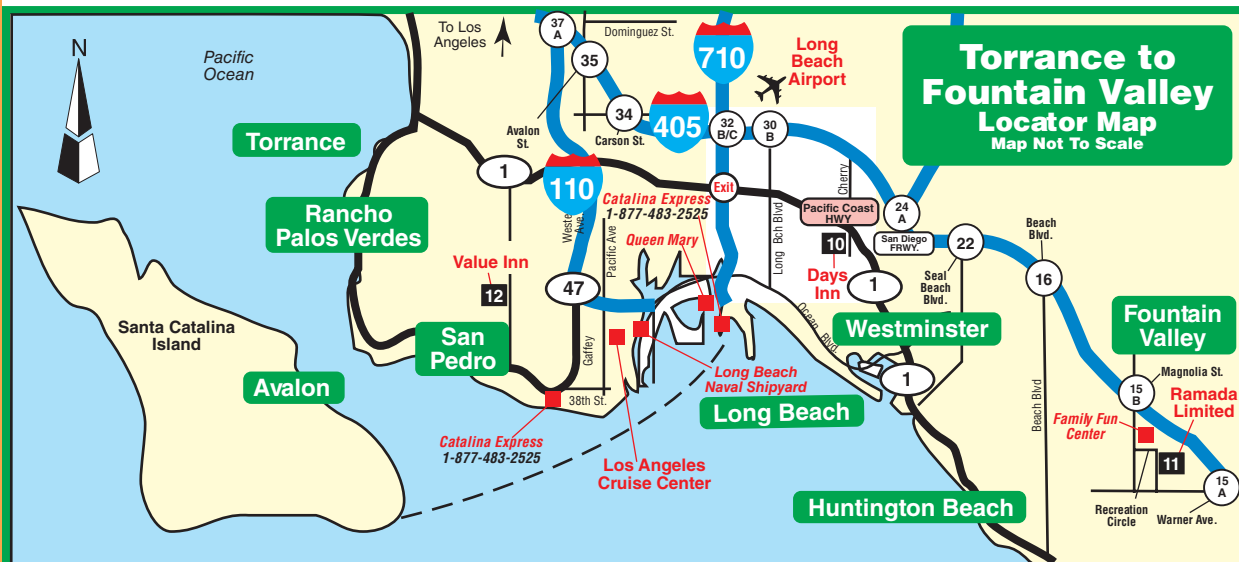 N
Pacific
Ocean
To Los
Angeles
37
A
Dominguez St.
35
34
Avalon
St.
Carson St.
710
405
Long
Beach
Airport
32
B/C
30
B
Torrance to
Fountain Valley
Locator Map
Map Not To Scale
Torrance
1
110
Exit
Cherry
Rancho
Palos Verdes
Catalina Express
1-877-483-2525
Pacific Coast
HWY
24
A
Pacific Ave
Queen Mary
Long Bch Blvd
10
San Diego
FRWY.
22
Beach
Blvd.
16
Value Inn
12
47
Days
Inn
1
Seal
Beach
Blvd.
Santa Catalina
Island
San
Pedro
Gaffey
Ocean Blvd.
Westminster
Fountain
Valley
Avalon
Long Beach
Naval Shipyard
1
Magnolia St.
15
B
38th St.
Long Beach
Beach Blvd
Ramada
Limited
Family Fun
Center
Catalina Express
1-877-483-2525
Los Angeles
Cruise Center
11
15
A
Huntington Beach
Recreation
Circle
Warner Ave.